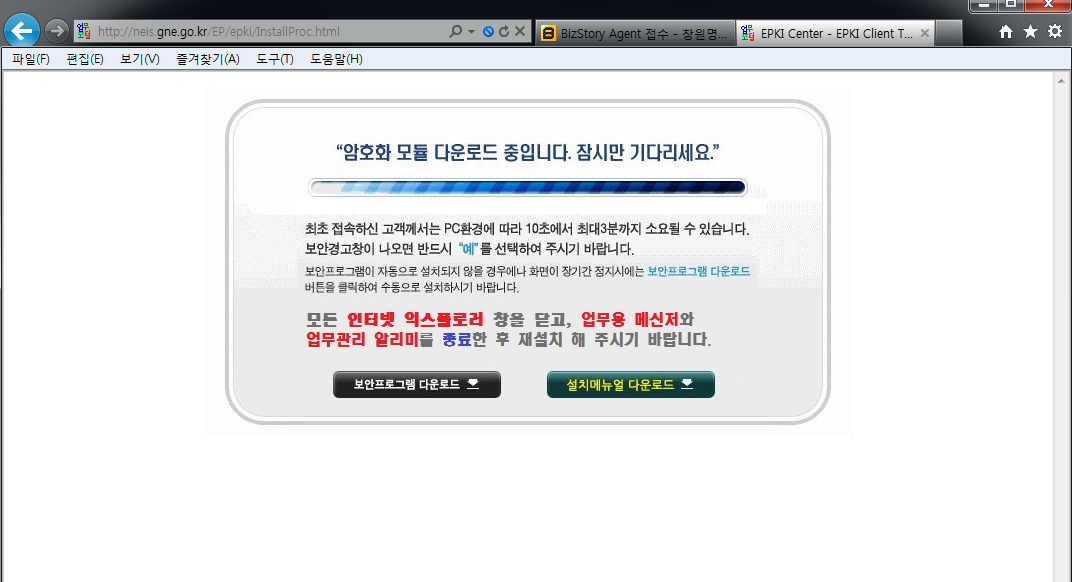 http://neis.gne.go.kr/EP/epki/InstallProc.html
BizStory Agent 접수 - 창원명...
EPKI Center - EPKI Client T...
파일(F) 편집(E) 보기(V) 즐겨찾기(A) 도구(T) 도움말(H)
“암호화 모듈 다운로드 중입니다. 잠시만 기다리세요.”
최초 접속하신 고객께서는 PC환경에 따라 10초에서 최대3분까지 소요될 수 있습니다.
보안경고창이 나오면 반드시 “예”를 선택하여 주시기 바랍니다.
보안프로그램이 자동으로 설치되지 않을 경우에나 화면이 장기간 정지시에는 보안프로그램 다운로드
버튼을 클릭하여 수동으로 설치하시기 바랍니다.
모든 인터넷 익스플로러 창을 닫고, 업무용 메신저와
업무관리 알리미를 종료한 후 재설치 해 주시기 바랍니다.
보안프로그램 다운로드
설치메뉴얼 다운로드